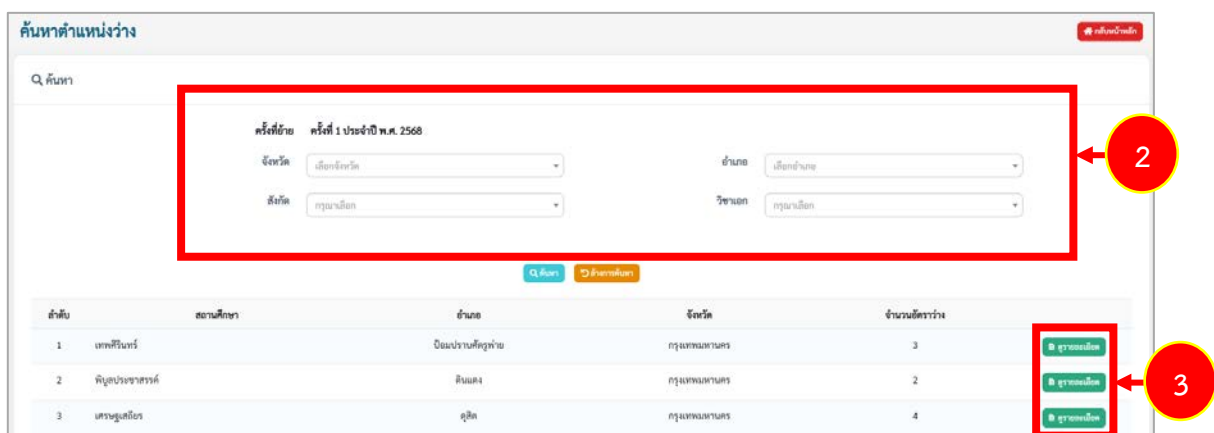 ค้นหาตำแหน่งว่าง กลับหน้าหลัก
ค้นหา
ครั้งที่ย้าย ครั้งที่ 1 ประจำปี พ.ศ. 2568
จังหวัด เลือกจังหวัด อำเภอ เลือกอำเภอ
2
สังกัด กรุณาเลือก วิชาเอก กรุณาเลือก
ค้นหา ล้างการค้นหา
ลำดับ สถานศึกษา อำเภอ จังหวัด จำนวนอัตราว่าง
1 เทพศิรินทร์ ป้อมปราบศัตรูพ่าย กรุงเทพมหานคร 3 ดูรายละเอียด
2 พิบูลประชาสรรค์ ดินแดง กรุงเทพมหานคร 2 ดูรายละเอียด
3
3 เศรษฐเสถียร ดุสิต กรุงเทพมหานคร 4 ดูรายละเอียด